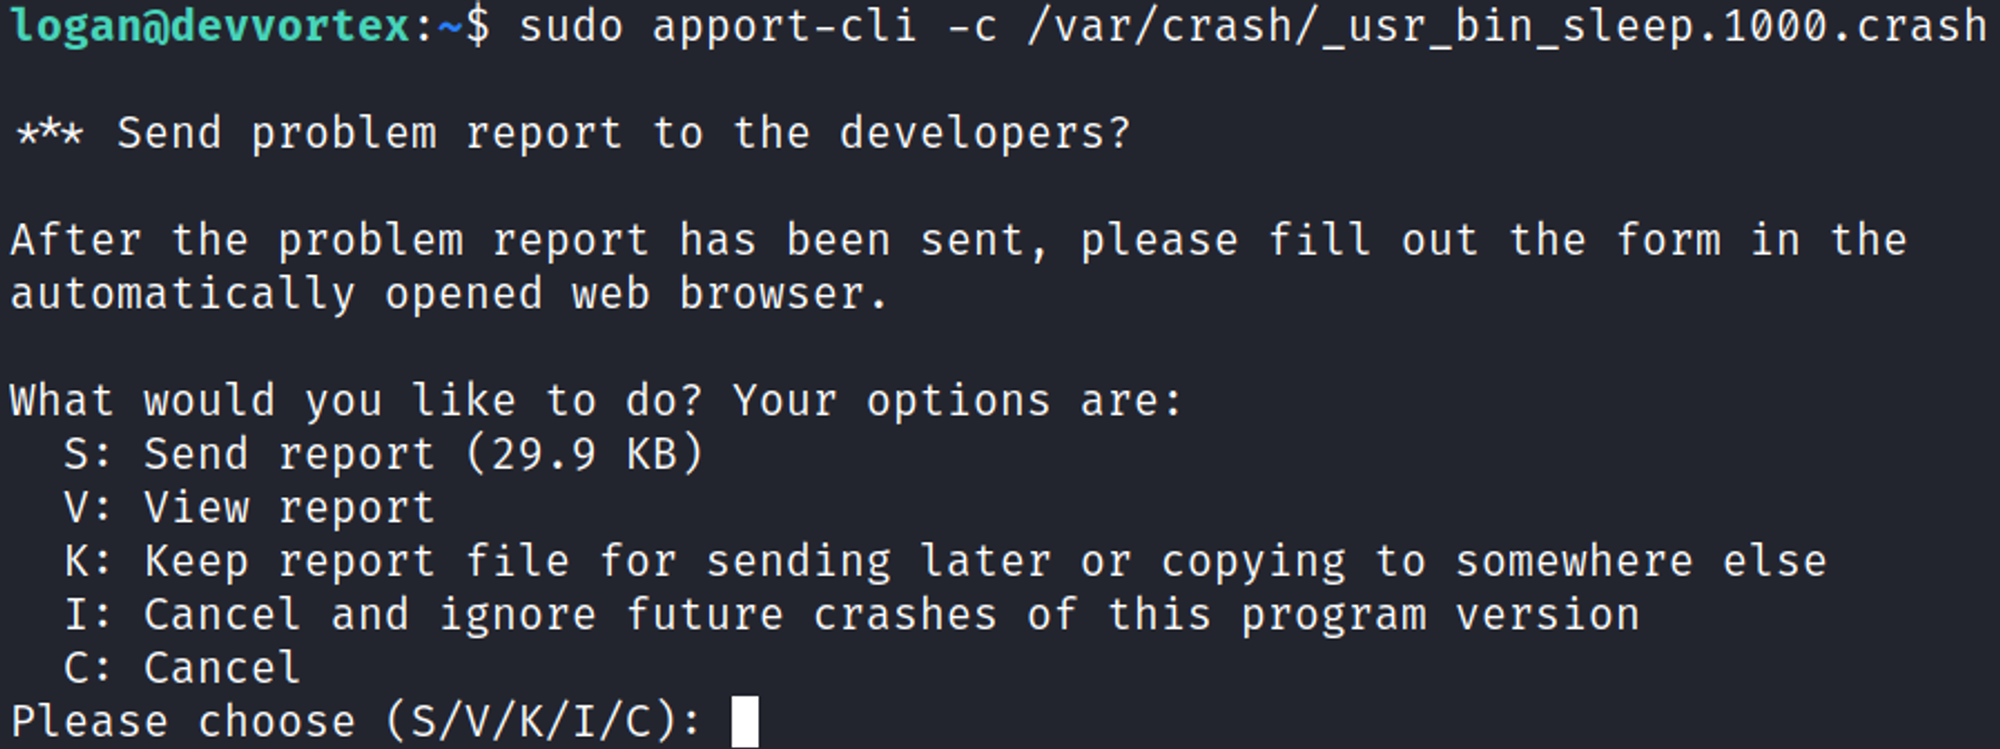 logan@devvortex:~$ sudo apport-cli -c /var/crash/_usr_bin_sleep.1000.crash
*** Send problem report to the developers?
After the problem report has been sent, please fill out the form in the
automatically opened web browser.
What would you like to do? Your options are:
S: Send report (29.9 KB)
V: View report
K: Keep report file for sending later or copying to somewhere else
I: Cancel and ignore future crashes of this program version
C: Cancel
Please choose (S/V/K/I/C):